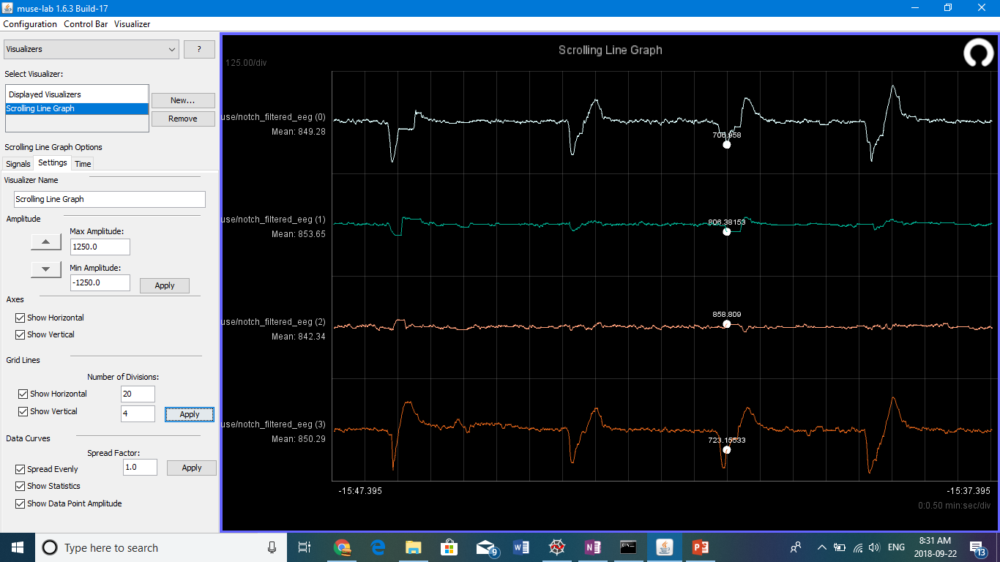 muse-lab 1.6.3 Build-17
Configuration Control Bar Visualizer
Visualizers
?
Select Visualizer:
Displayed Visualizers
Scrolling Line Graph
New...
Remove
Scrolling Line Graph Options
Signals Settings Time
Visualizer Name
Scrolling Line Graph
Amplitude
Max Amplitude:
1250.0
Min Amplitude:
-1250.0
Apply
Axes
Show Horizontal
Show Vertical
Grid Lines
Number of Divisions:
Show Horizontal 20
Show Vertical 4 Apply
Data Curves
Spread Factor:
Spread Evenly 1.0 Apply
Show Statistics
Show Data Point Amplitude
Scrolling Line Graph
125.00/div
use/notch_filtered_eeg (0)
Mean: 849.28
706.958
use/notch_filtered_eeg (1)
Mean: 853.65
806.38153
use/notch_filtered_eeg (2)
Mean: 842.34
858.809
use/notch_filtered_eeg (3)
Mean: 850.29
723.15533
-15:47.395 -15:37.395
0:0.50 min:sec/div
Type here to search
9
ENG
8:31 AM
2018-09-22
13